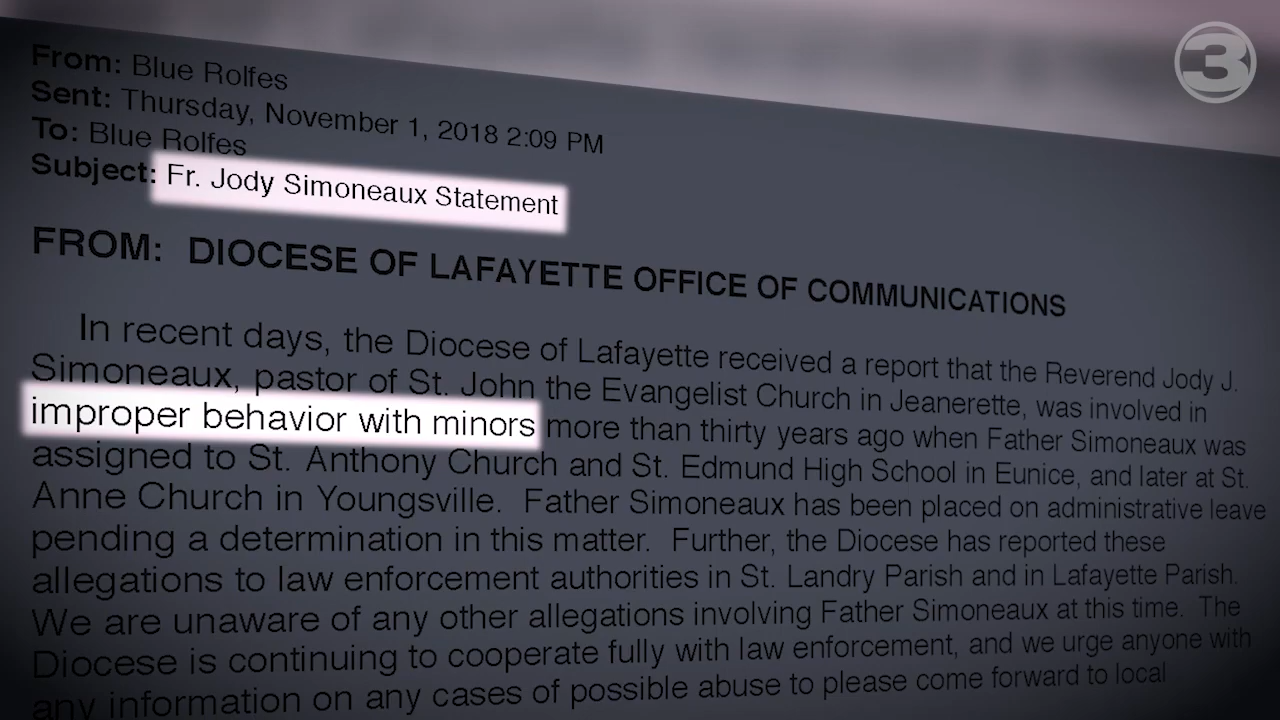 3
From: Blue Rolfes
Sent: Thursday, November 1, 2018 2:09 PM
To: Blue Rolfes
Subject: Fr. Jody Simoneaux Statement
FROM: DIOCESE OF LAFAYETTE OFFICE OF COMMUNICATIONS
In recent days, the Diocese of Lafayette received a report that the Reverend Jody J.
Simoneaux, pastor of St. John the Evangelist Church in Jeanerette, was involved in
improper behavior with minors more than thirty years ago when Father Simoneaux was
assigned to St. Anthony Church and St. Edmund High School in Eunice, and later at St.
Anne Church in Youngsville. Father Simoneaux has been placed on administrative leave
pending a determination in this matter. Further, the Diocese has reported these
allegations to law enforcement authorities in St. Landry Parish and in Lafayette Parish.
We are unaware of any other allegations involving Father Simoneaux at this time. The
Diocese is continuing to cooperate fully with law enforcement, and we urge anyone with
any information on any cases of possible abuse to please come forward to local